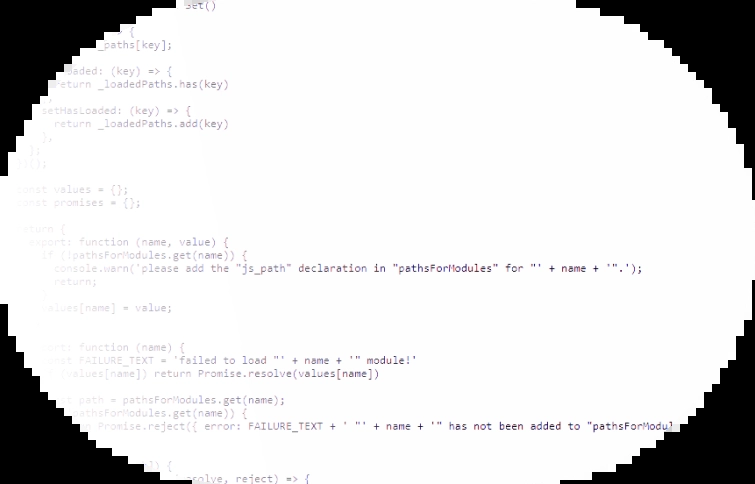 Set()
> {
_paths[key];
aded: (key) => {
return _loadedPaths.has(key)
setHasLoaded: (key) => {
return _loadedPaths.add(key)
},
};
})();
const values = {};
const promises = {};
return {
export: function (name, value) {
if (!pathsForModules.get(name)) {
console.warn('please add the "js_path" declaration in "pathsForModules" for "' + name + '".');
return;
values[name] = value;
ort: function (name) {
const FAILURE_TEXT = 'failed to load "' + name + '" module!'
(values[name]) return Promise.resolve(values[name])
path = pathsForModules.get(name);
pathsForModules.get(name)) {
Promise.reject({ error: FAILURE_TEXT + ' "' + name + '" has not been added to "pathsForModul
) {
solve, reject) => {